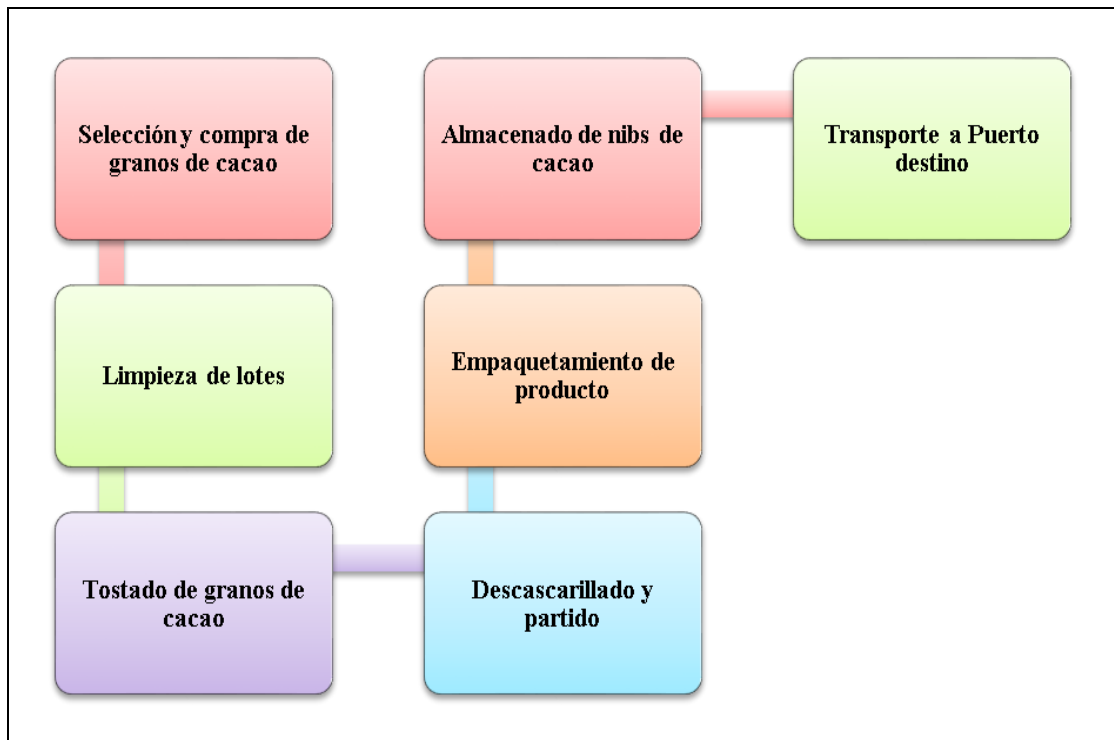 Selección y compra de
granos de cacao
Limpieza de lotes
Tostado de granos de
cacao
Descascarillado y
partido
Empaquetamiento de
producto
Almacenado de nibs de
cacao
Transporte a Puerto
destino